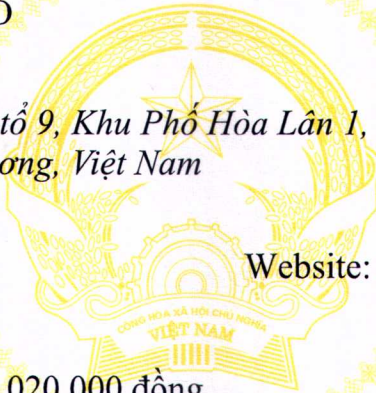 tổ 9, Khu Phố Hòa Lân 1,
ơng, Việt Nam
Website:
CỘNG HÒA XÃ HỘI CHỦ NGHĨA
VIỆT NAM
020.000 đồng